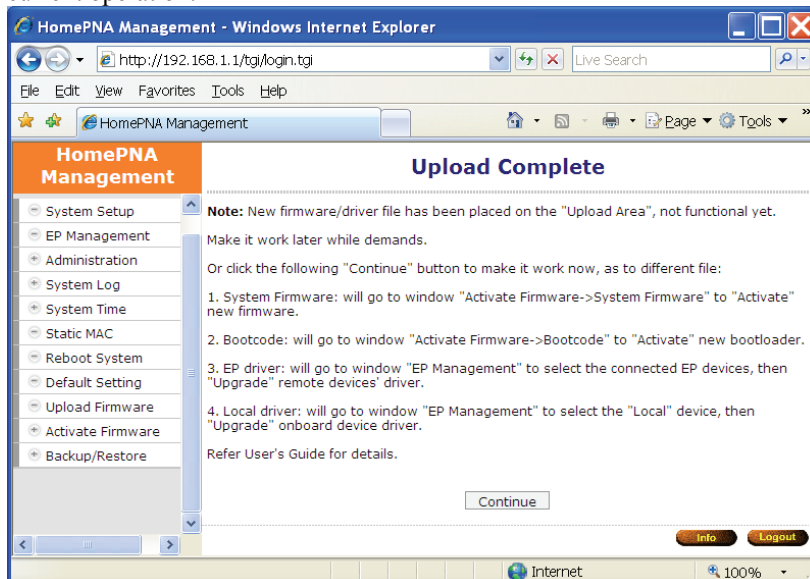 HomePNA Management - Windows Internet Explorer
http://192.168.1.1/tgi/login.tgi
Live Search
File Edit View Favorites Tools Help
HomePNA Management
Page
Tools
HomePNA
Management
System Setup
EP Management
Administration
System Log
System Time
Static MAC
Reboot System
Default Setting
Upload Firmware
Activate Firmware
Backup/Restore
Upload Complete
Note: New firmware/driver file has been placed on the "Upload Area", not functional yet.
Make it work later while demands.
Or click the following "Continue" button to make it work now, as to different file:
1. System Firmware: will go to window "Activate Firmware->System Firmware" to "Activate"
new firmware.
2. Bootcode: will go to window "Activate Firmware->Bootcode" to "Activate" new bootloader.
3. EP driver: will go to window "EP Management" to select the connected EP devices, then
"Upgrade" remote devices' driver.
4. Local driver: will go to window "EP Management" to select the "Local" device, then
"Upgrade" onboard device driver.
Refer User's Guide for details.
Continue
Info Logout
Internet 100%